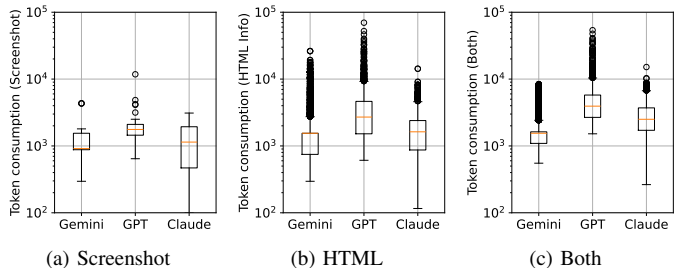 Token consumption (Screenshot)
10^5
10^4
10^3
10^2
Gemini GPT Claude
(a) Screenshot
Token consumption (HTML Info)
10^5
10^4
10^3
10^2
Gemini GPT Claude
(b) HTML
Token consumption (Both)
10^5
10^4
10^3
10^2
Gemini GPT Claude
(c) Both